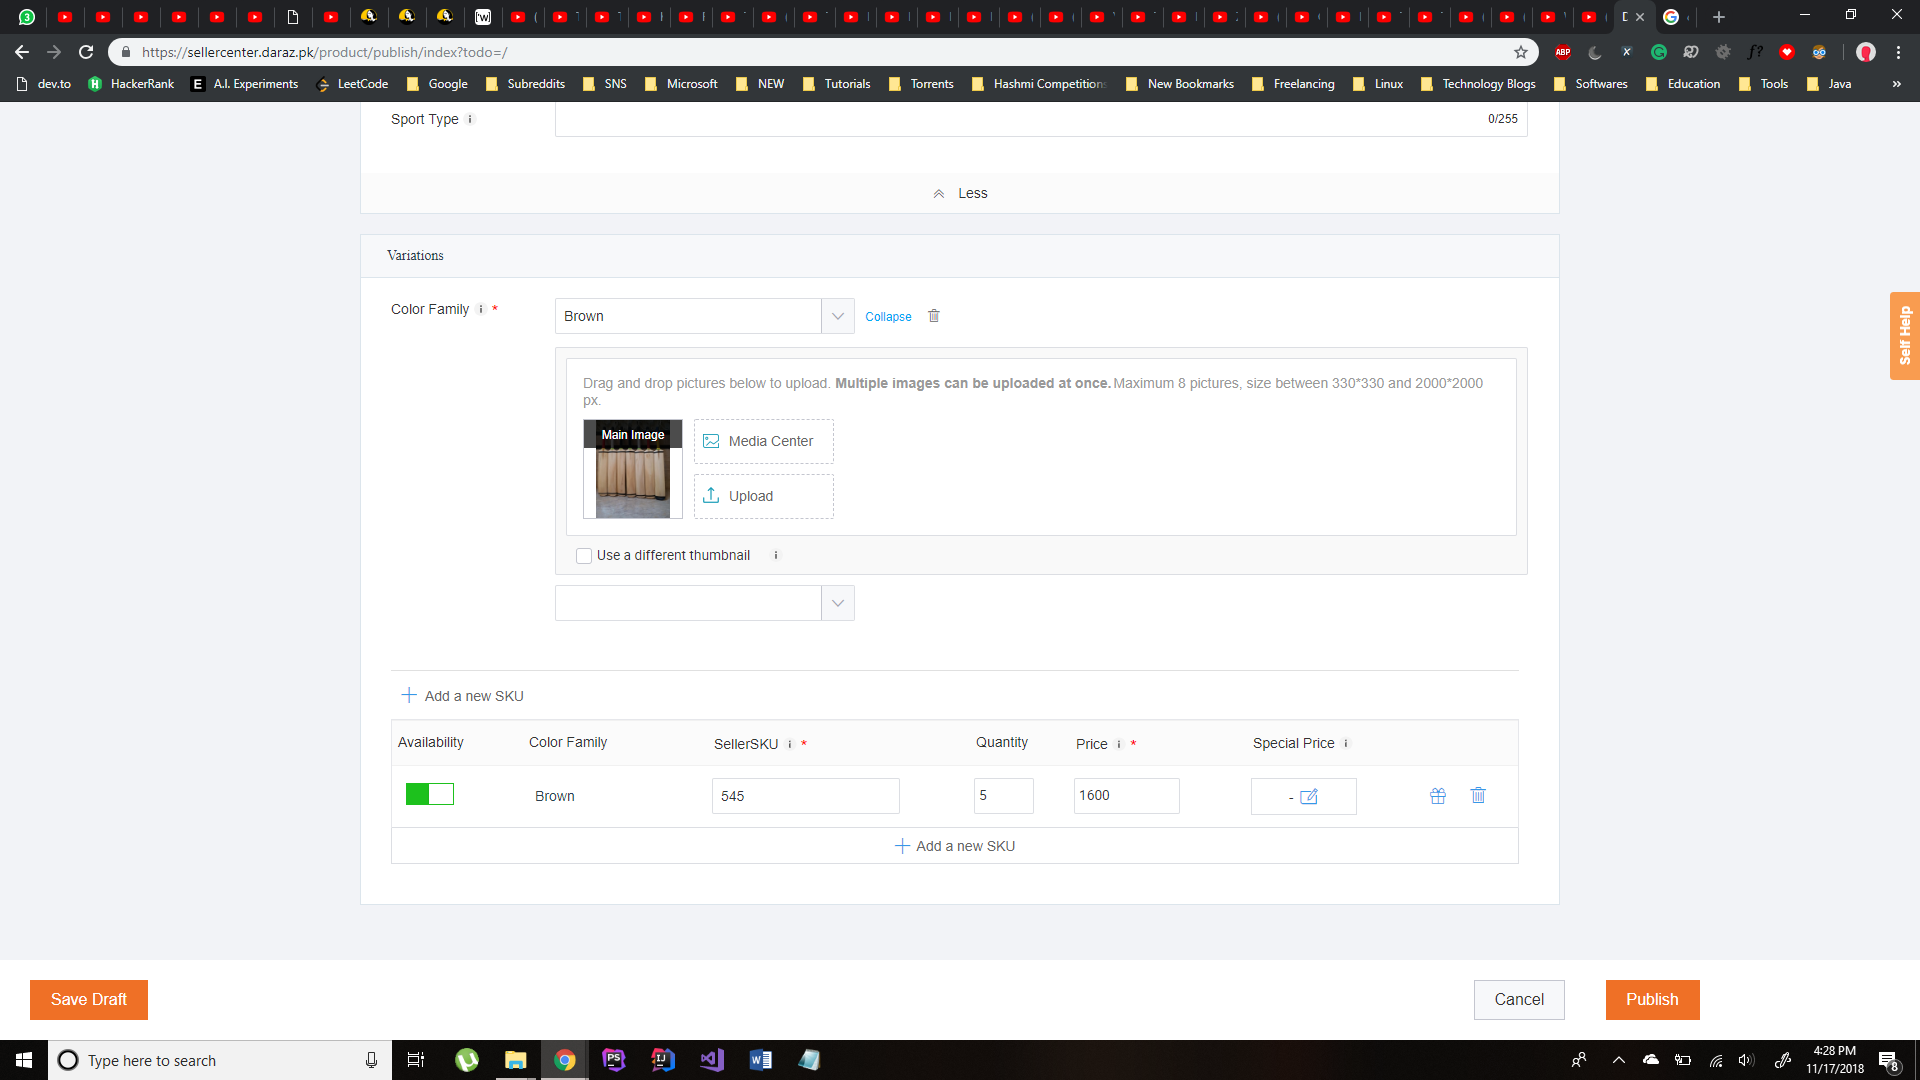 https://sellercenter.daraz.pk/product/publish/index?todo=/
ABP
dev.to HackerRank A.I. Experiments LeetCode Google Subreddits SNS Microsoft NEW Tutorials Torrents Hashmi Competition New Bookmarks Freelancing Linux Technology Blogs Softwares Education Tools Java »
Sport Type i 0/255
Less
Variations
Color Family i * Brown Collapse
Drag and drop pictures below to upload. Multiple images can be uploaded at once. Maximum 8 pictures, size between 330*330 and 2000*2000
px.
Main Image
Media Center
Upload
Use a different thumbnail i
Self Help
+ Add a new SKU
Availability Color Family SellerSKU i * Quantity Price i * Special Price i
Brown 545 5 1600 -
+ Add a new SKU
Save Draft Cancel Publish
Type here to search
4:28 PM
11/17/2018
8